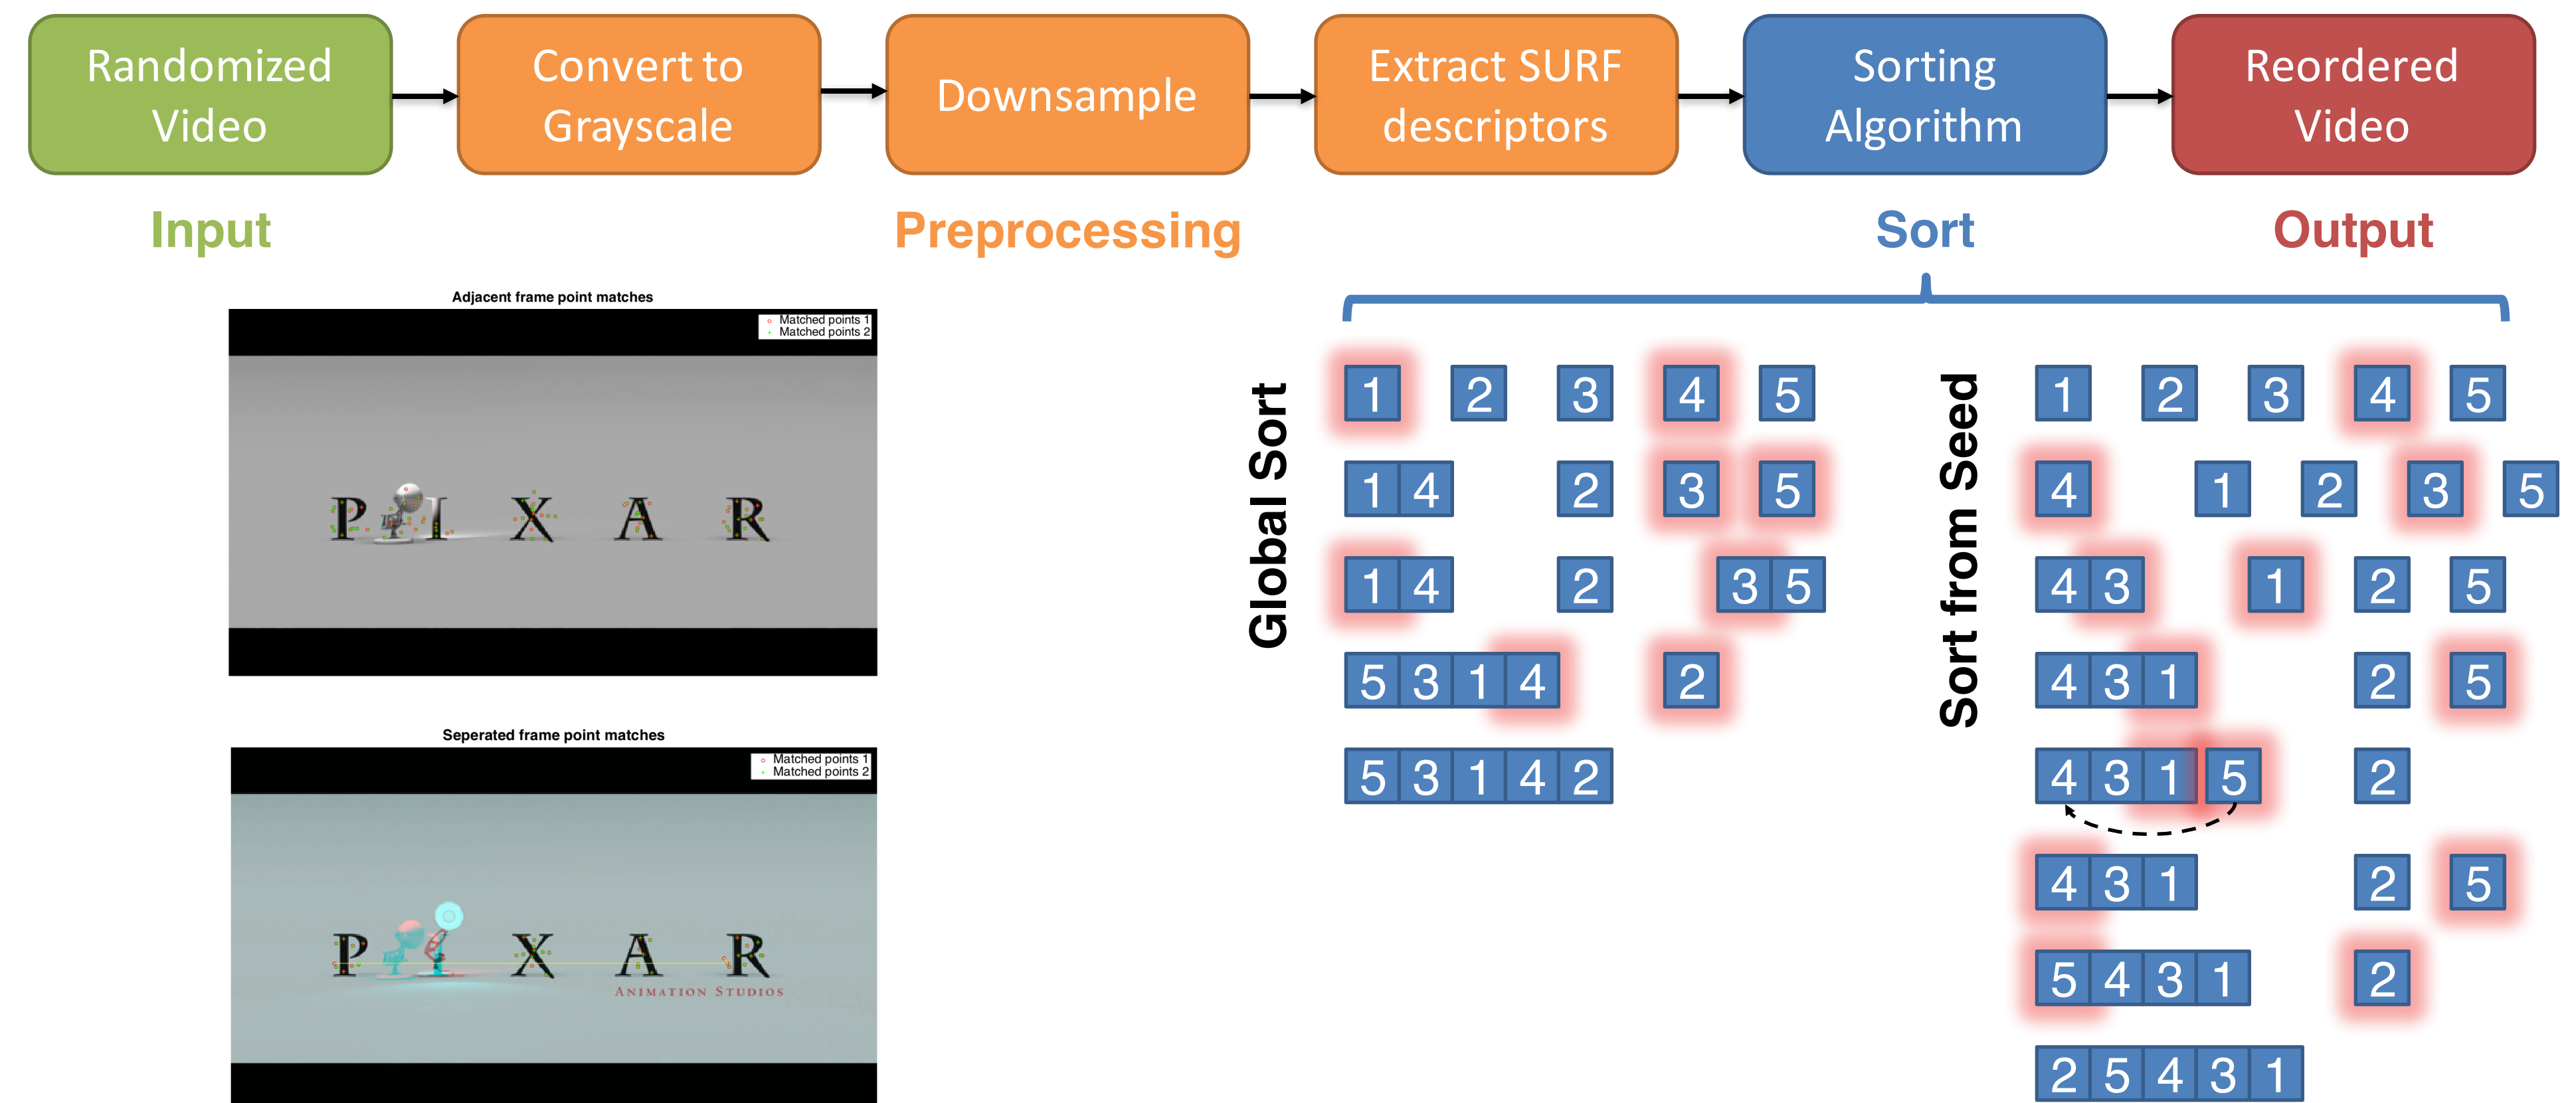 Randomized
Video
Convert to
Grayscale
Downsample
Extract SURF
descriptors
Sorting
Algorithm
Reordered
Video
Input
Preprocessing
Sort
Output
Adjacent frame point matches
Matched points 1
Matched points 2
P I X A R
Seperated frame point matches
Matched points 1
Matched points 2
P I X A R
ANIMATION STUDIOS
Global Sort
1 2 3 4 5
1 4 2 3 5
1 4 2 3 5
5 3 1 4 2
5 3 1 4 2
Sort from Seed
1 2 3 4 5
4 1 2 3 5
4 3 1 2 5
4 3 1 2 5
4 3 1 5 2
4 3 1 2 5
5 4 3 1 2
2 5 4 3 1